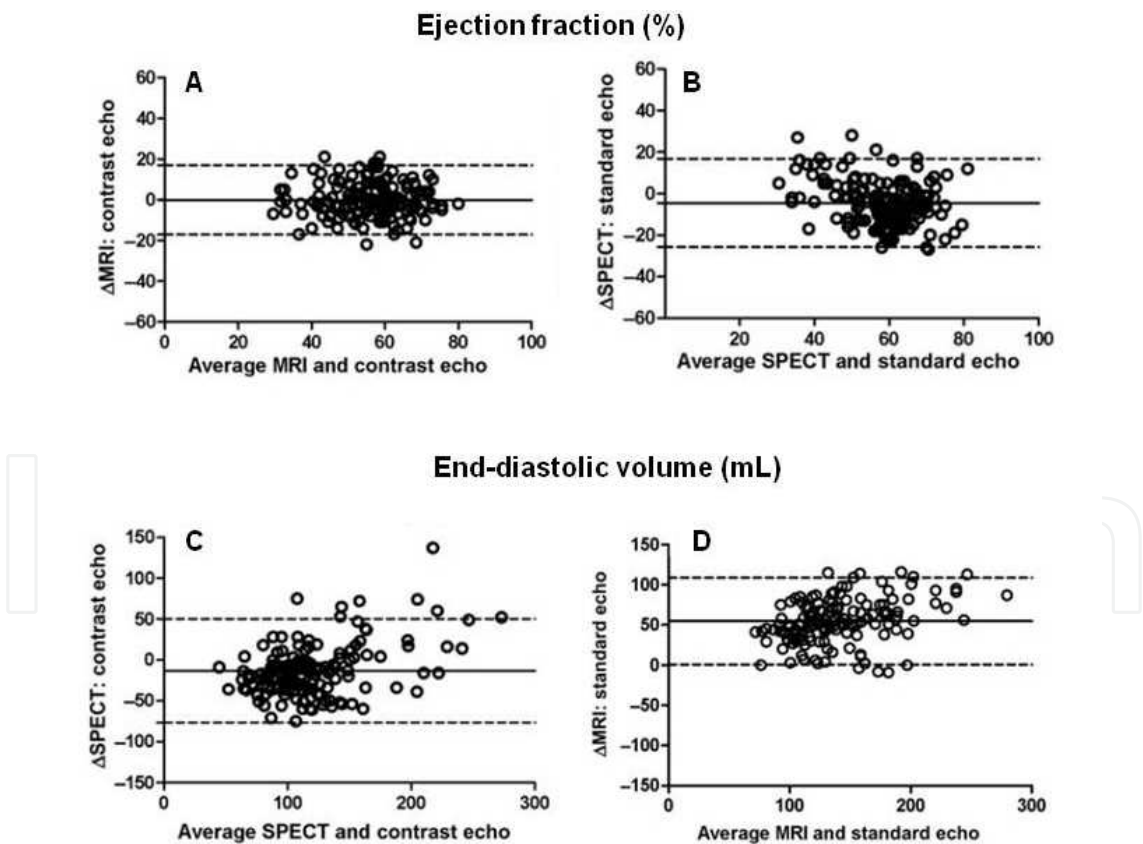 Ejection fraction (%)
A
60
40
20
0
–20
–40
–60
0 20 40 60 80 100
ΔMRI: contrast echo
Average MRI and contrast echo
B
60
40
20
0
–20
–40
–60
20 40 60 80 100
ΔSPECT: standard echo
Average SPECT and standard echo
End-diastolic volume (mL)
C
150
100
50
0
–50
–100
–150
0 100 200 300
ΔSPECT: contrast echo
Average SPECT and contrast echo
D
150
100
50
0
–50
–100
–150
0 100 200 300
ΔMRI: standard echo
Average MRI and standard echo